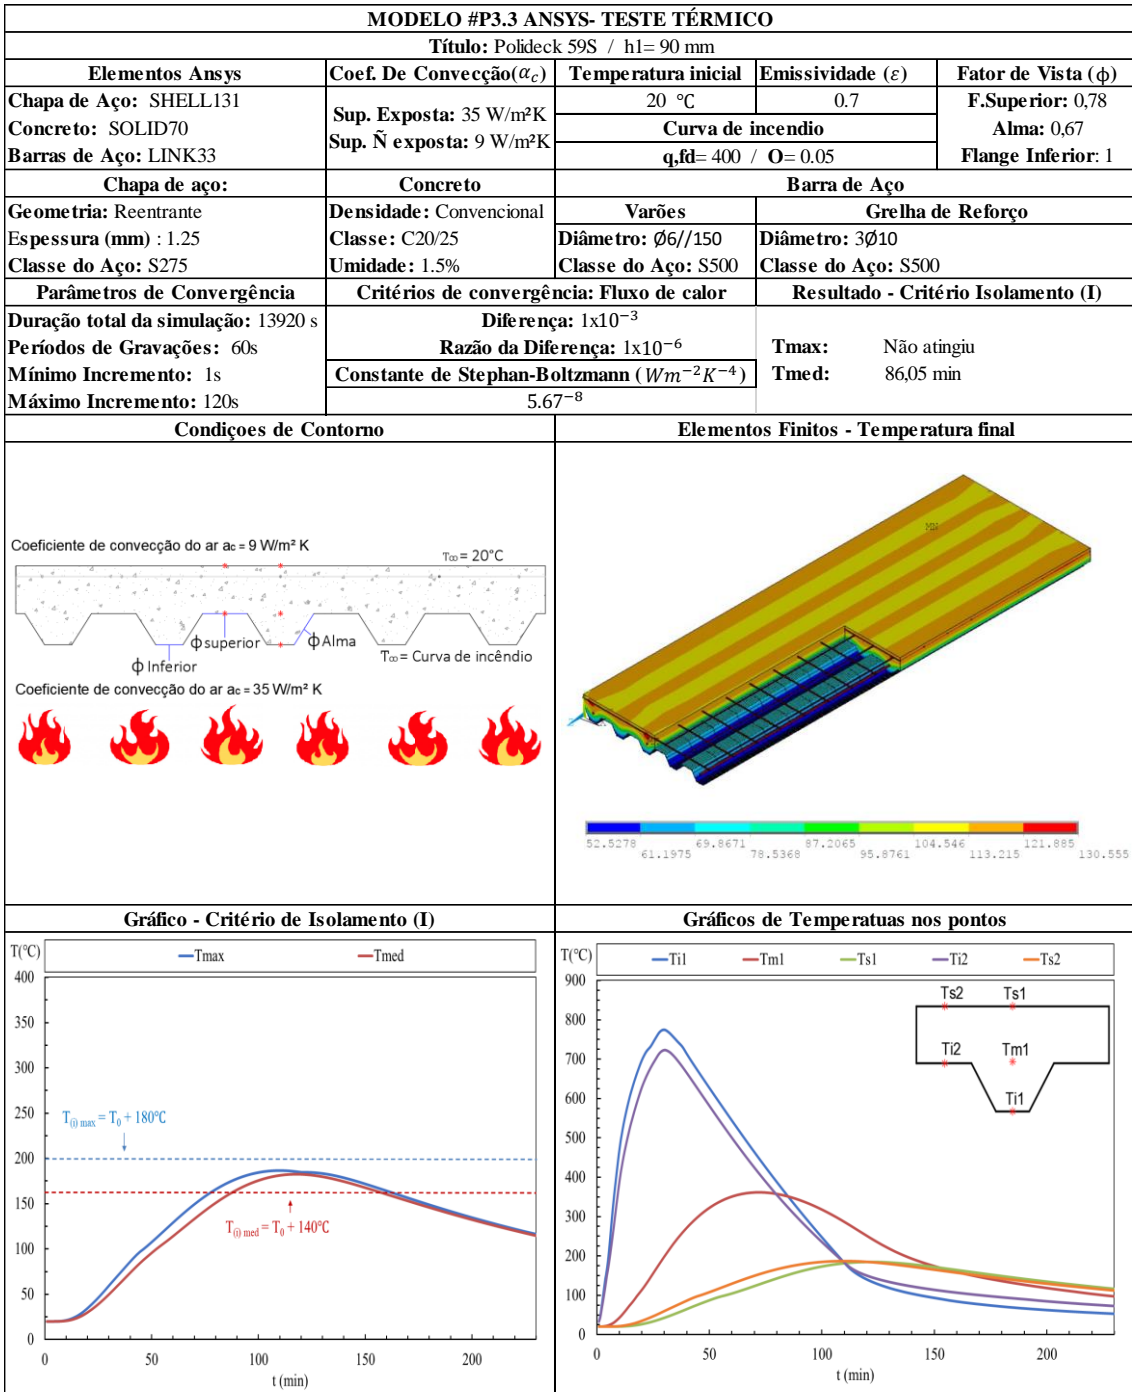 MODELO #P3.3 ANSYS- TESTE TÉRMICO
Título: Polideck 59S / h1= 90 mm
Elementos Ansys
Coef. De Convecção(αc)
Temperatura inicial
Emissividade (ε)
Fator de Vista (ϕ)
Chapa de Aço: SHELL131
Concreto: SOLID70
Barras de Aço: LINK33
Sup. Exposta: 35 W/m²K
Sup. Ñ exposta: 9 W/m²K
20 °C
0.7
Curva de incendio
q,fd= 400 / O= 0.05
F.Superior: 0,78
Alma: 0,67
Flange Inferior: 1
Chapa de aço:
Concreto
Barra de Aço
Geometria: Reentrante
Espessura (mm) : 1.25
Classe do Aço: S275
Densidade: Convencional
Classe: C20/25
Umidade: 1.5%
Varões
Diâmetro: Ø6//150
Classe do Aço: S500
Grelha de Reforço
Diâmetro: 3Ø10
Classe do Aço: S500
Parâmetros de Convergência
Critérios de convergência: Fluxo de calor
Resultado - Critério Isolamento (I)
Duração total da simulação: 13920 s
Períodos de Gravações: 60s
Mínimo Incremento: 1s
Máximo Incremento: 120s
Diferença: 1x10⁻³
Razão da Diferença: 1x10⁻⁶
Constante de Stephan-Boltzmann (Wm⁻²K⁻⁴)
5.67⁻⁸
Tmax: Não atingiu
Tmed: 86,05 min
Condiçoes de Contorno
Elementos Finitos - Temperatura final
Coeficiente de convecção do ar ac = 9 W/m² K
T∞ = 20°C
ϕ superior
ϕ Alma
ϕ Inferior
T∞ = Curva de incêndio
Coeficiente de convecção do ar ac = 35 W/m² K
MN
52.5278
61.1975
69.8671
78.5368
87.2065
95.8761
104.546
113.215
121.885
130.555
Gráfico - Critério de Isolamento (I)
Gráficos de Temperatuas nos pontos
T(°C)
Tmax
Tmed
400
350
300
250
200
150
100
50
0
T(i) max = T0 + 180°C
T(i) med = T0 + 140°C
0 50 100 150 200
t (min)
T(°C)
Ti1
Tm1
Ts1
Ti2
Ts2
900
800
700
600
500
400
300
200
100
0
Ts2
Ts1
Ti2
Tm1
Ti1
0 50 100 150 200
t (min)